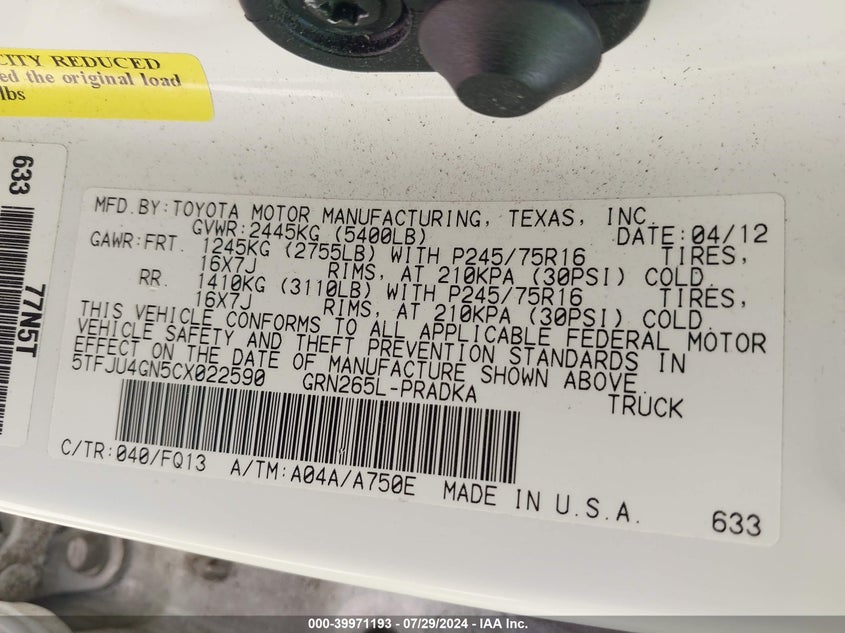 CITY REDUCED
the original load
lbs
633
77N5T
MFD.BY:TOYOTA MOTOR MANUFACTURING, TEXAS, INC.
GVWR:2445KG (5400LB) DATE:04/12
GAWR:FRT. 1245KG (2755LB) WITH P245/75R16 TIRES,
16X7J RIMS, AT 210KPA (30PSI) COLD.
RR. 1410KG (3110LB) WITH P245/75R16 TIRES,
16X7J RIMS, AT 210KPA (30PSI) COLD.
THIS VEHICLE CONFORMS TO ALL APPLICABLE FEDERAL MOTOR
VEHICLE SAFETY AND THEFT PREVENTION STANDARDS IN
EFFECT ON THE DATE OF MANUFACTURE SHOWN ABOVE.
5TFJU4GN5CX022590 GRN265L-PRADKA TRUCK
C/TR:040/FQ13 A/TM:A04A/A750E MADE IN U.S.A.
633
000-39971193 - 07/29/2024 - IAA Inc.